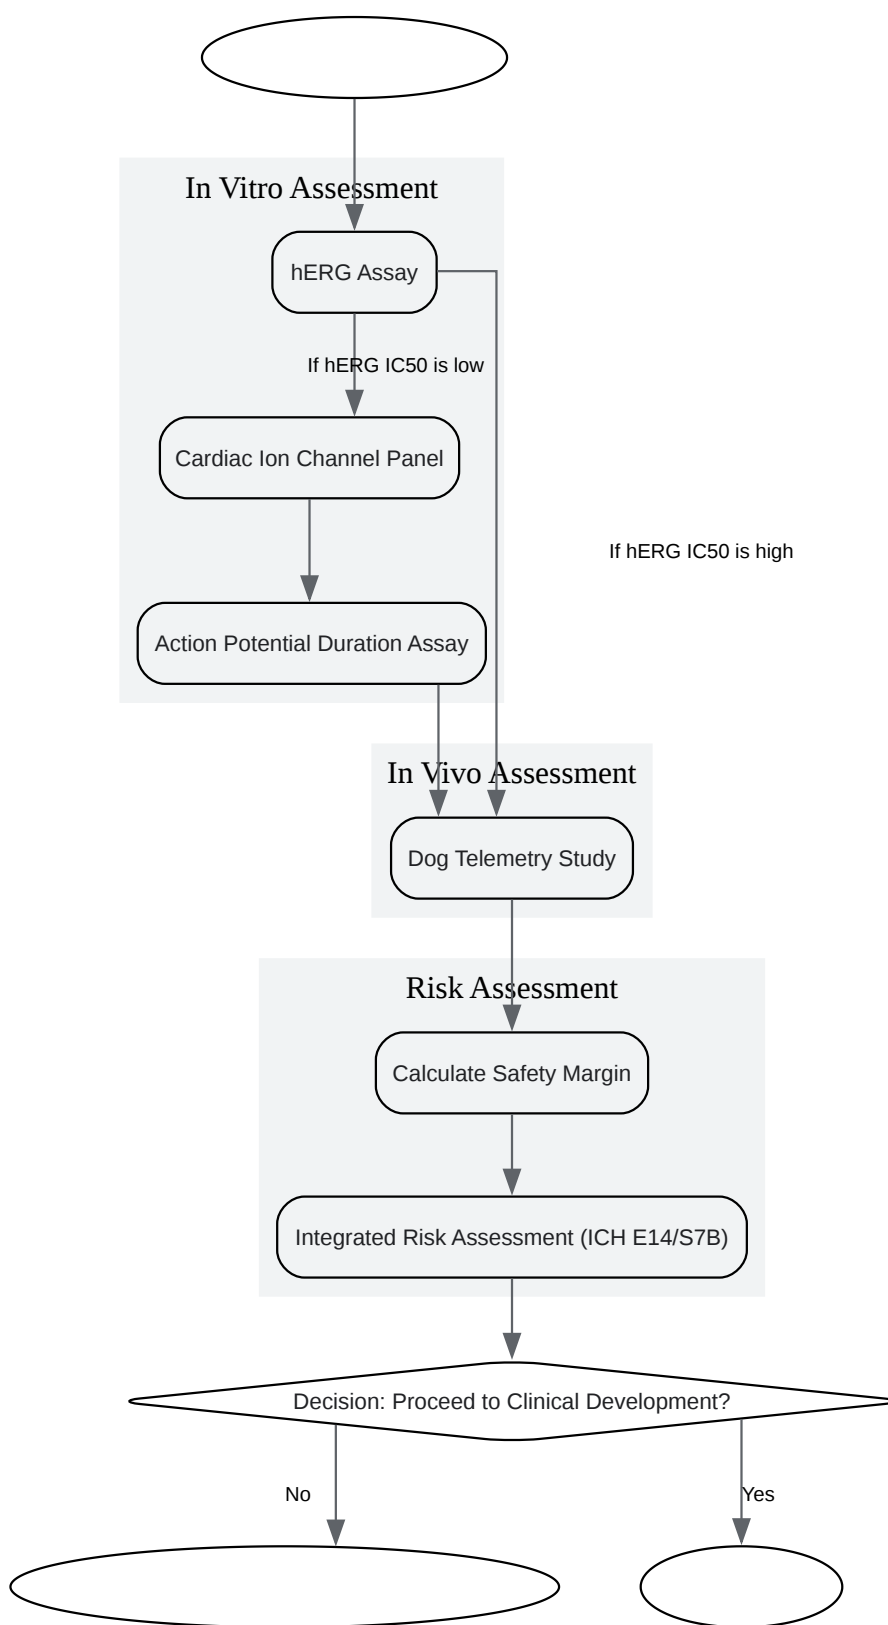 In Vitro Assessment
hERG Assay
If hERG IC50 is low
Cardiac Ion Channel Panel
If hERG IC50 is high
Action Potential Duration Assay
In Vivo Assessment
Dog Telemetry Study
Risk Assessment
Calculate Safety Margin
Integrated Risk Assessment (ICH E14/S7B)
Decision: Proceed to Clinical Development?
No
Yes